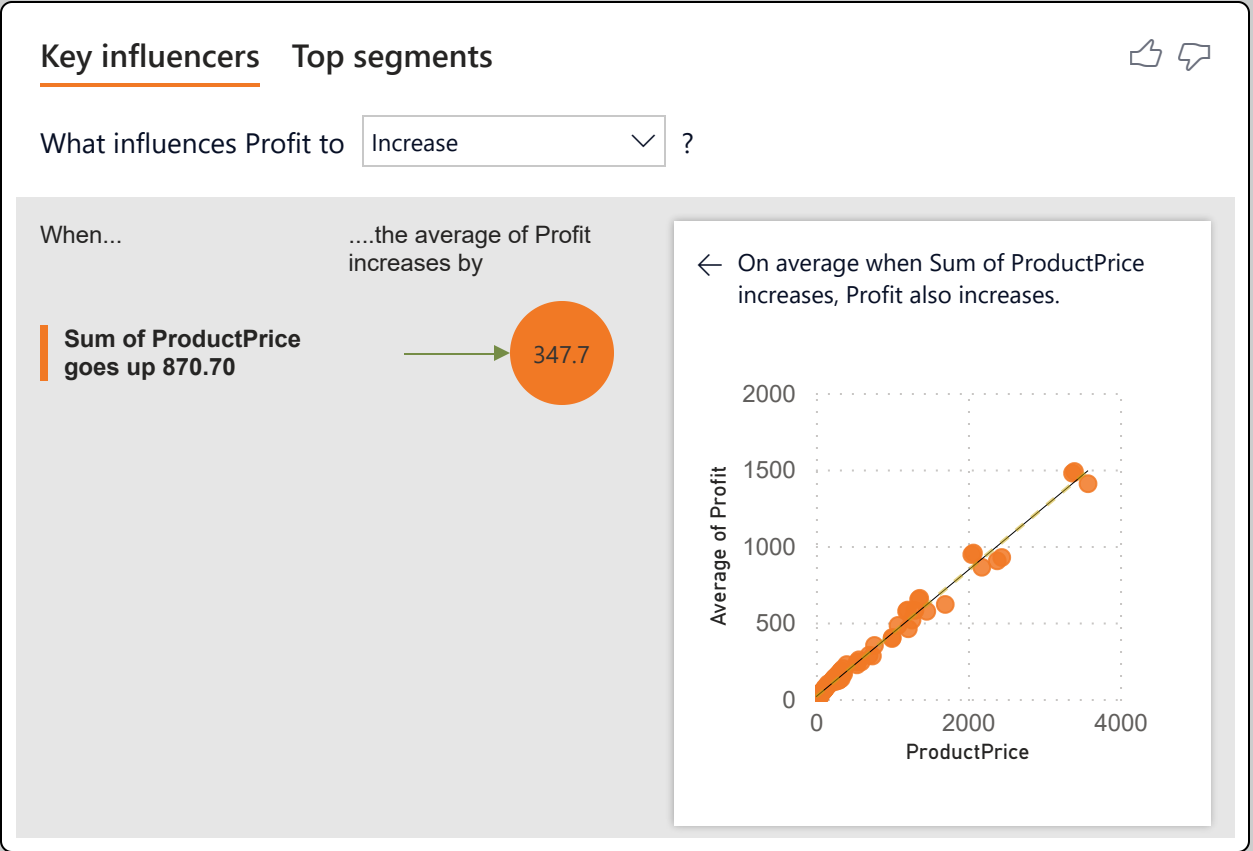 Key influencers Top segments
What influences Profit to Increase ?
When...
....the average of Profit
increases by
Sum of ProductPrice
goes up 870.70
347.7
On average when Sum of ProductPrice
increases, Profit also increases.
2000
1500
1000
500
0
Average of Profit
0 2000 4000
ProductPrice